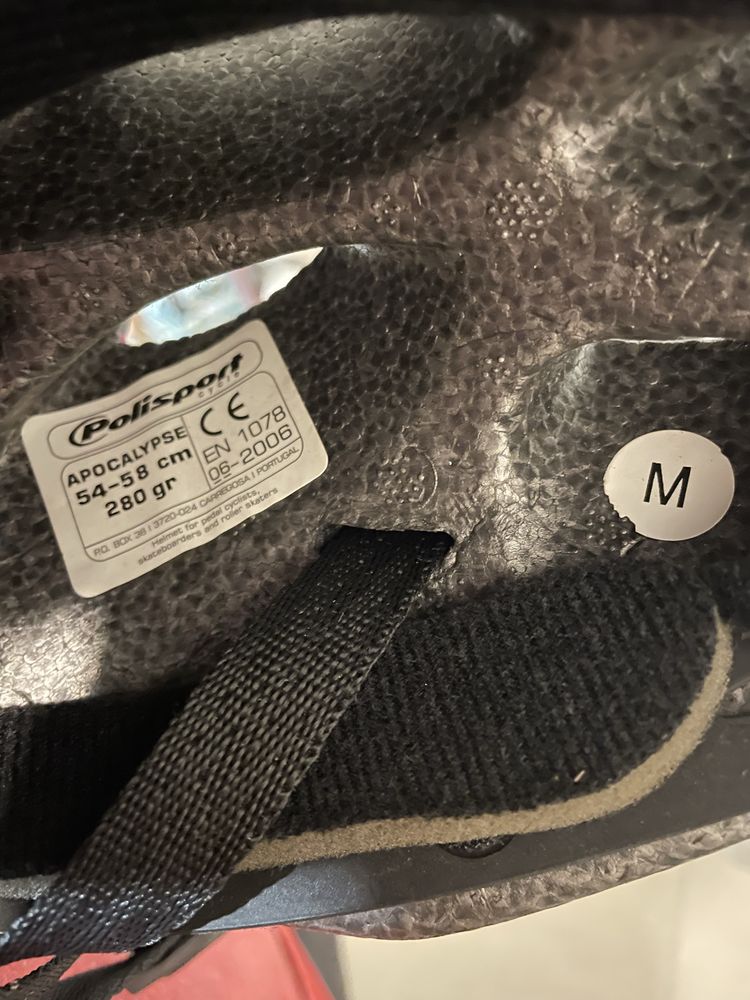 Polisport
CYCLE
APOCALYPSE
54-58 cm
280 gr
CE
EN 1078
06-2006
P.O. BOX 38 | 3720-024 CARREGOSA | PORTUGAL
Helmet for pedal cyclists,
skateboarders and roller skaters
M